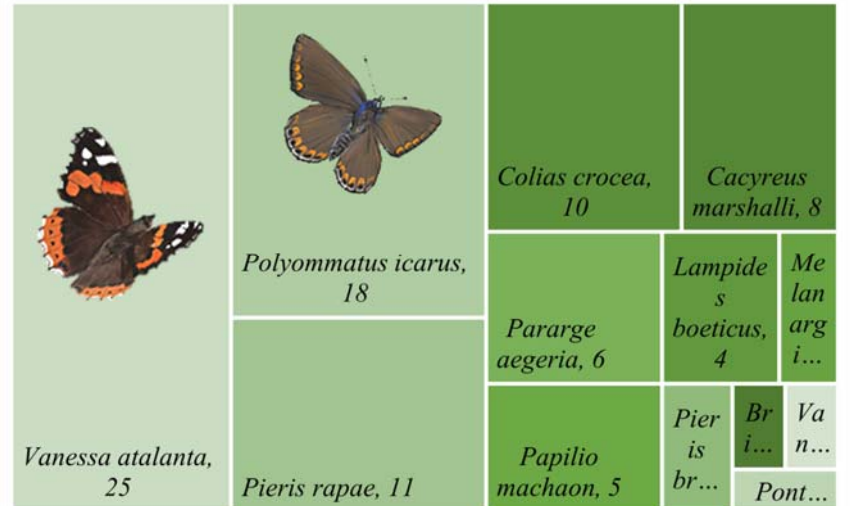 Vanessa atalanta,
25
Polyommatus icarus,
18
Pieris rapae, 11
Colias crocea,
10
Cacyreus
marshalli, 8
Pararge
aegeria, 6
Lampide
s
boeticus,
4
Me
lan
arg
i...
Papilio
machaon, 5
Pier
is
br...
Br
i...
Va
n...
Pont...